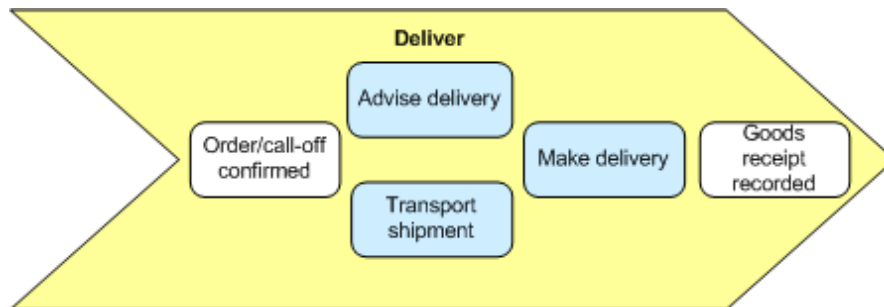 Deliver
Advise delivery
Order/call-off
confirmed
Transport
shipment
Make delivery
Goods
receipt
recorded